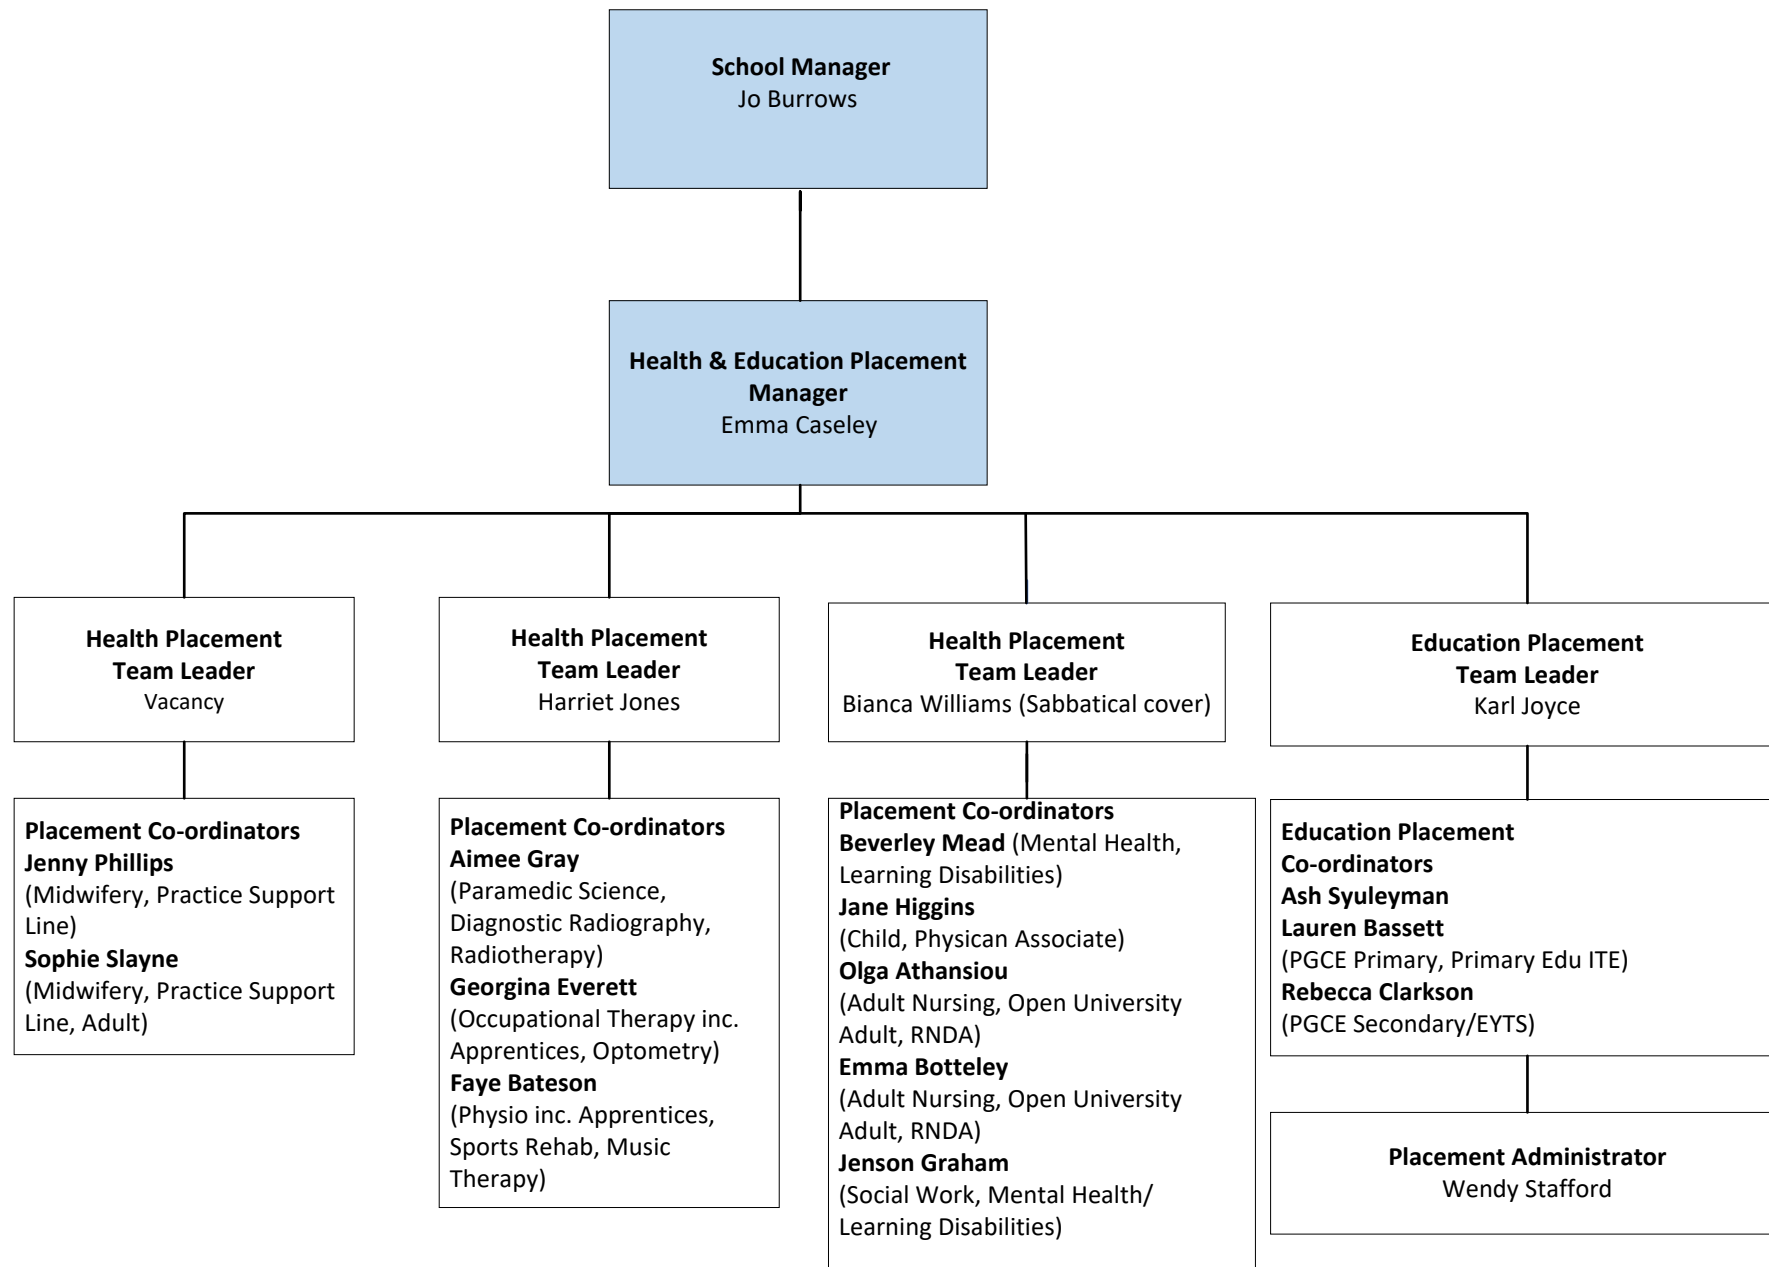 School Manager
Jo Burrows
Health & Education Placement
Manager
Emma Caseley
Health Placement
Team Leader
Vacancy
Health Placement
Team Leader
Harriet Jones
Health Placement
Team Leader
Bianca Williams (Sabbatical cover)
Education Placement
Team Leader
Karl Joyce
Placement Co-ordinators
Jenny Phillips
(Midwifery, Practice Support
Line)
Sophie Slayne
(Midwifery, Practice Support
Line, Adult)
Placement Co-ordinators
Aimee Gray
(Paramedic Science,
Diagnostic Radiography,
Radiotherapy)
Georgina Everett
(Occupational Therapy inc.
Apprentices, Optometry)
Faye Bateson
(Physio inc. Apprentices,
Sports Rehab, Music
Therapy)
Placement Co-ordinators
Beverley Mead (Mental Health,
Learning Disabilities)
Jane Higgins
(Child, Physican Associate)
Olga Athansiou
(Adult Nursing, Open University
Adult, RNDA)
Emma Botteley
(Adult Nursing, Open University
Adult, RNDA)
Jenson Graham
(Social Work, Mental Health/
Learning Disabilities)
Education Placement
Co-ordinators
Ash Syuleyman
Lauren Bassett
(PGCE Primary, Primary Edu ITE)
Rebecca Clarkson
(PGCE Secondary/EYTS)
Placement Administrator
Wendy Stafford